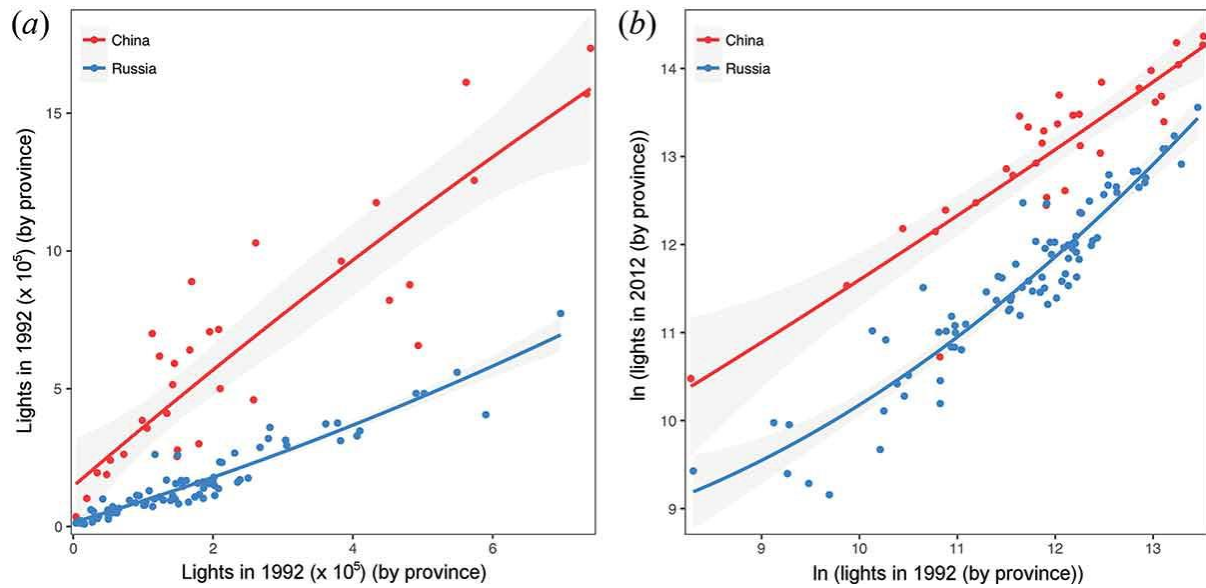 (a)
China
Russia
15
10
5
0
0 2 4 6
Lights in 1992 (x 10⁵) (by province)
Lights in 1992 (x 10⁵) (by province)
(b)
China
Russia
14
13
12
11
10
9
9 10 11 12 13
ln (lights in 2012 (by province))
ln (lights in 1992 (by province))